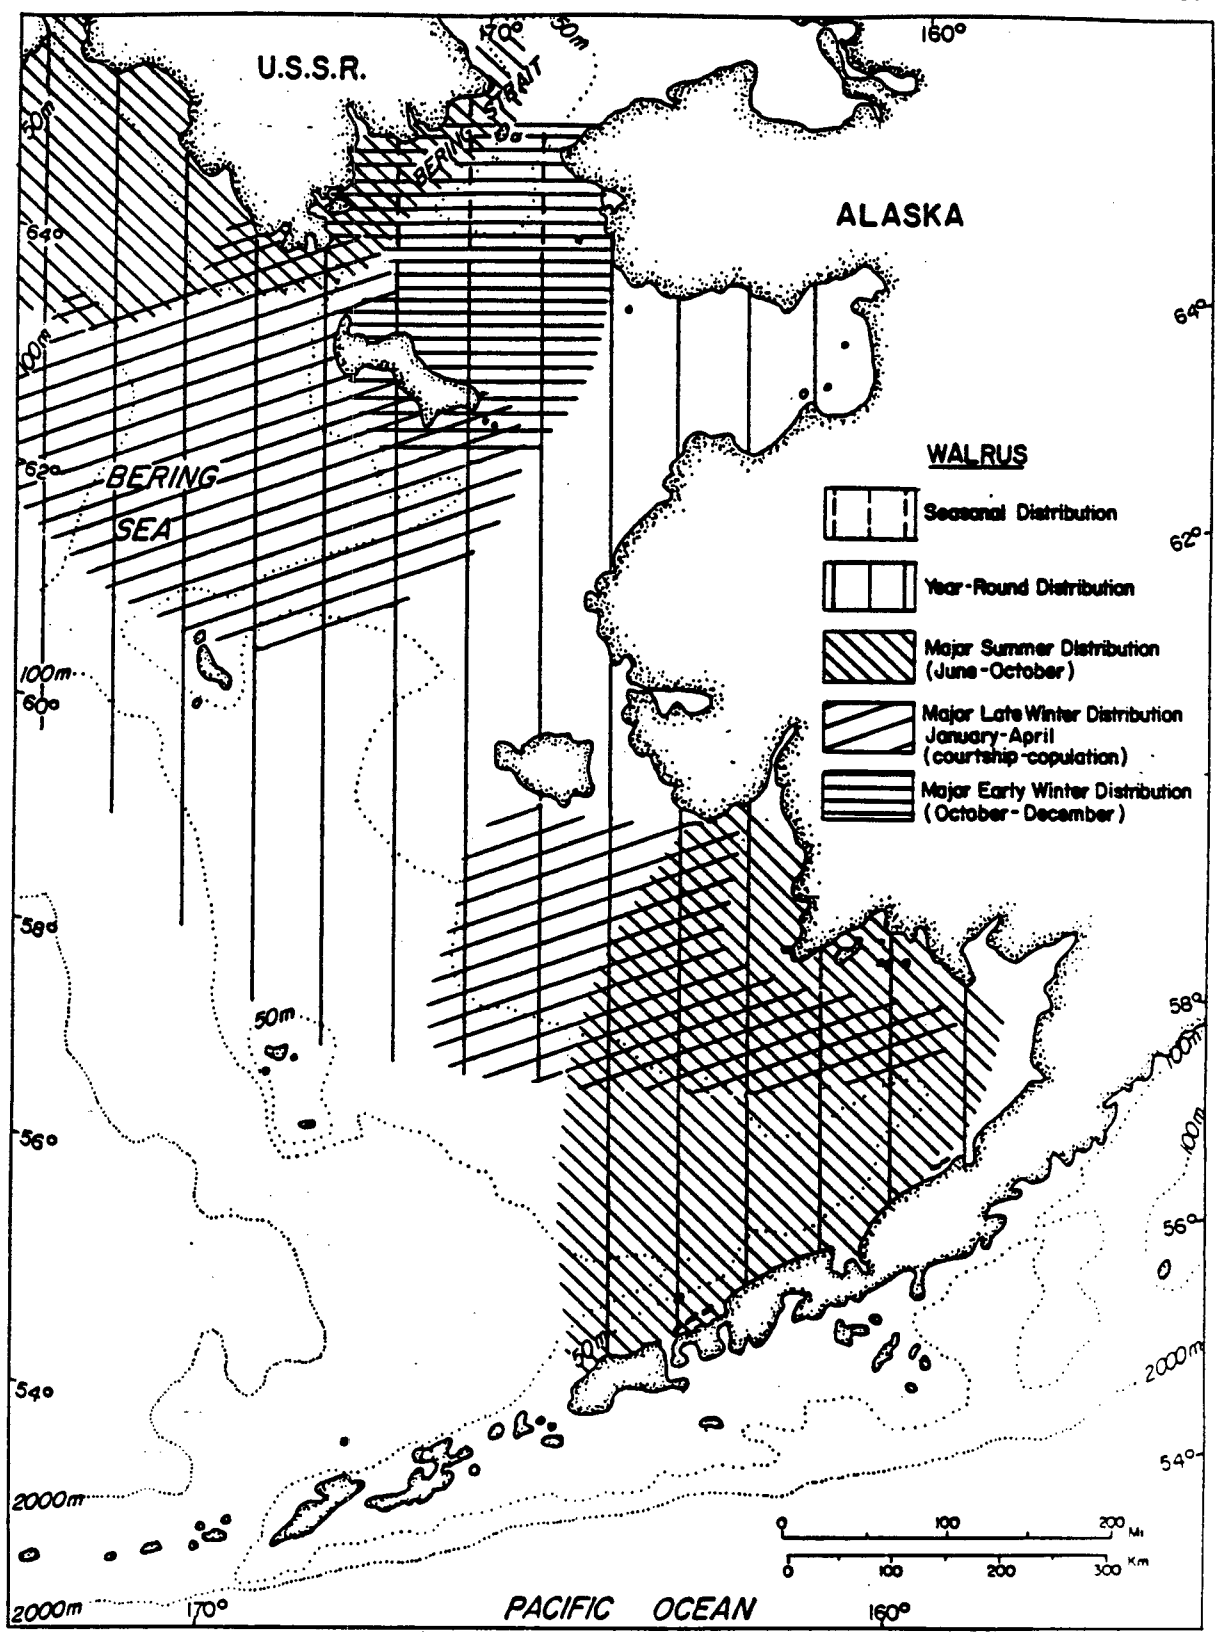 170°
50m
160°
U.S.S.R.
BERING STRAIT
50m
ALASKA
64°
64°
100m
WALRUS
62°
BERING
SEA
Seasonal Distribution
62°
Year-Round Distribution
Major Summer Distribution
(June-October)
100m
60°
Major Late Winter Distribution
January-April
(courtship-copulation)
Major Early Winter Distribution
(October-December)
58°
58°
50m
100m
56°
100m
56°
50m
2000m
54°
54°
2000m
0 100 200 Mi
0 100 200 300 Km
2000m
170°
PACIFIC OCEAN
160°